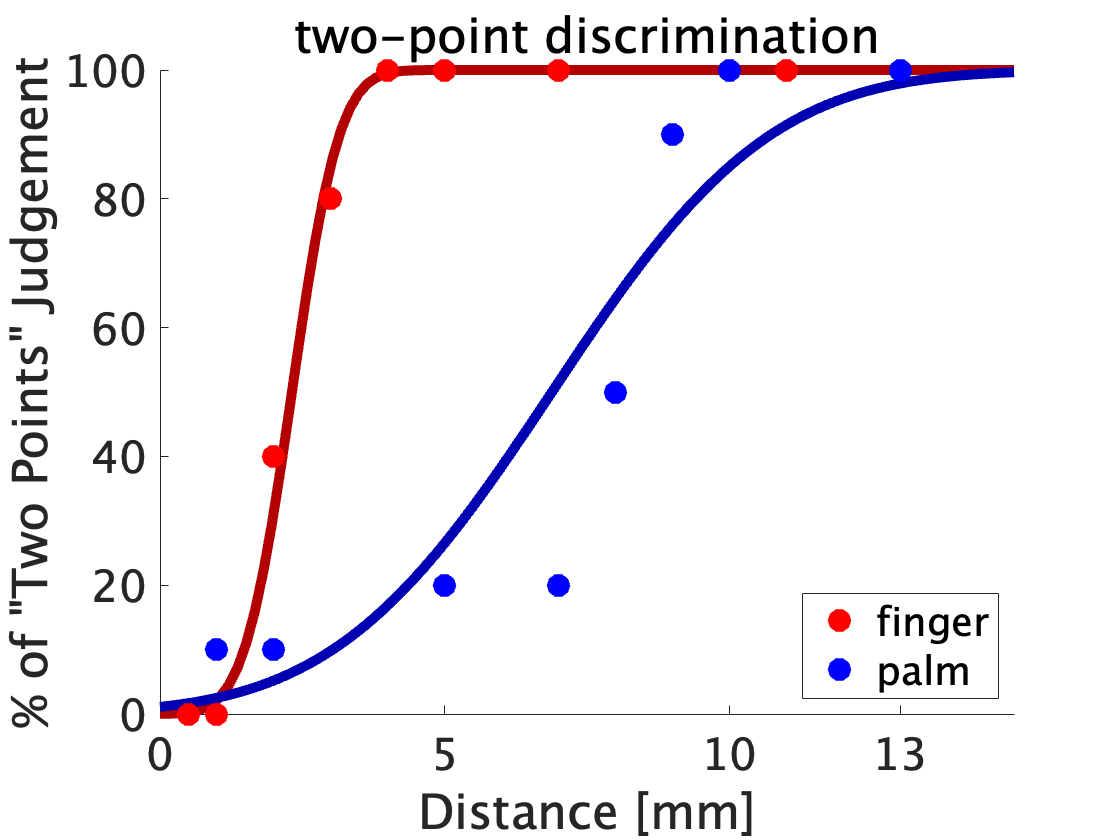 two-point discrimination
% of "Two Points" Judgement
100
80
60
40
20
0
0 5 10 13
Distance [mm]
finger
palm